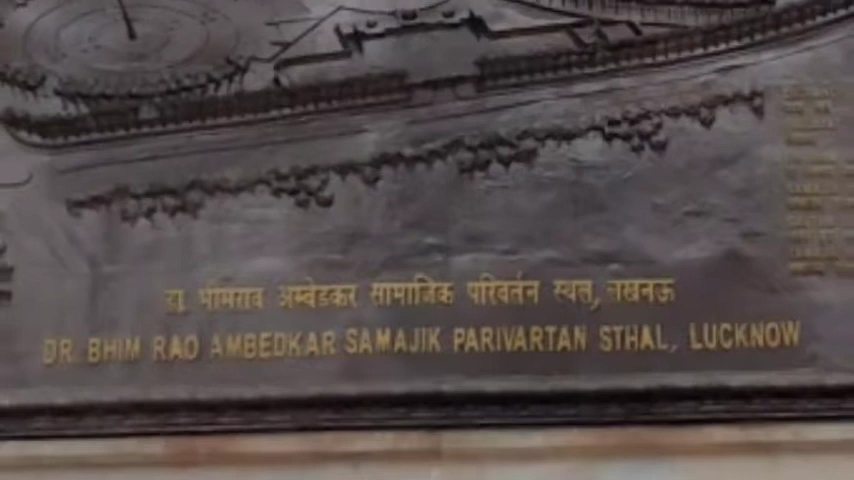 डा. भीमराव अम्बेडकर सामाजिक परिवर्तन स्थल, लखनऊ
DR. BHIM RAO AMBEDKAR SAMAJIK PARIVARTAN STHAL, LUCKNOW